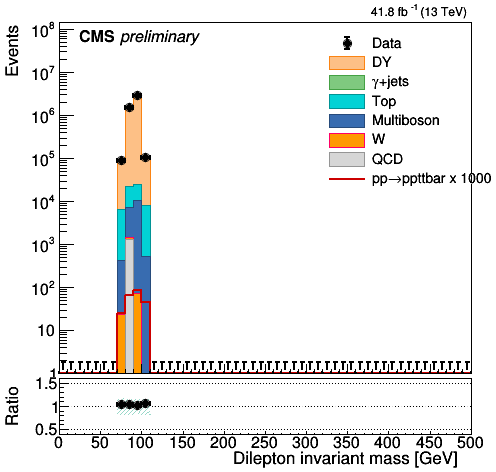 41.8 fb⁻¹ (13 TeV)
CMS preliminary
Events
10⁸
10⁷
10⁶
10⁵
10⁴
10³
10²
10
1
Data
DY
γ+jets
Top
Multiboson
W
QCD
pp→ppttbar x 1000
Ratio
1.5
1
0.5
0 50 100 150 200 250 300 350 400 450 500
Dilepton invariant mass [GeV]